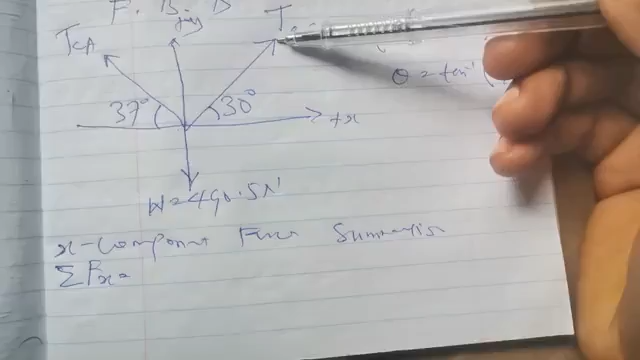 F. B. D
T
T_CA
37°
30°
+x
θ = tan⁻¹ (
W = 490.5N
x-component Force Summation
ΣFx=